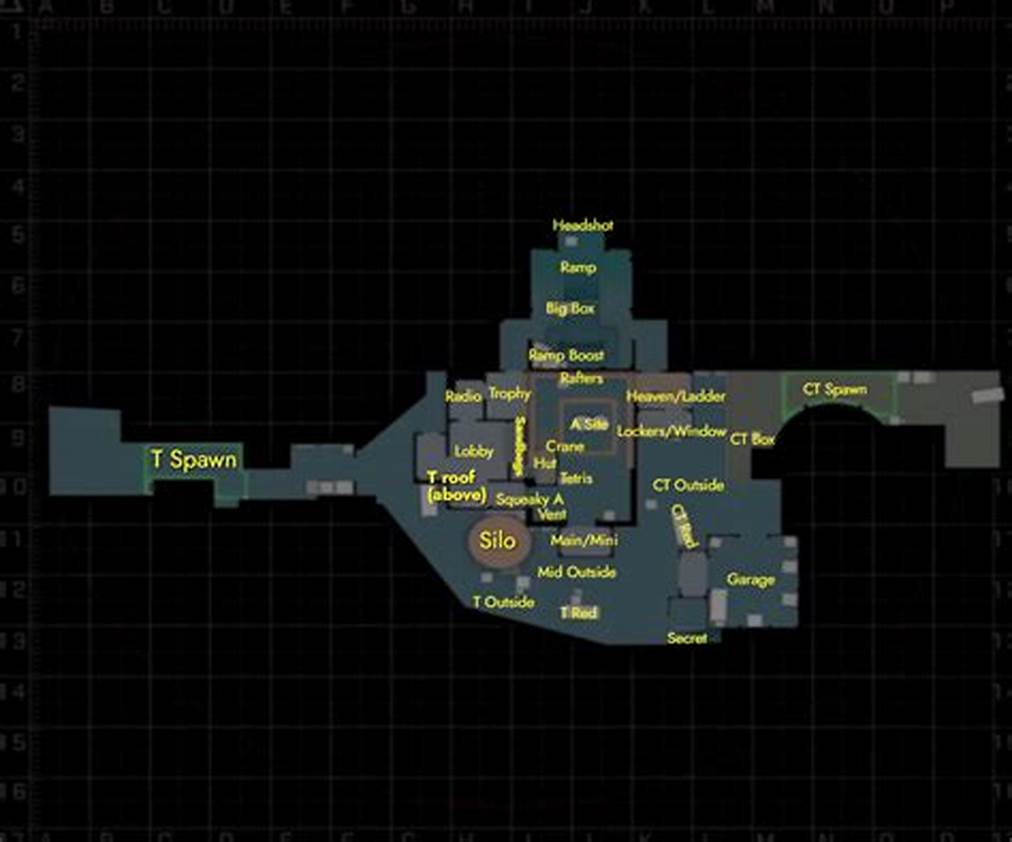 A B C D E F G H I J K L M N O P
1
2
3
4
5
6
7
8
9
10
11
12
13
14
15
16
17
Headshot
Ramp
Big Box
Ramp Boost
Rafters
Radio
Trophy
Heaven/Ladder
CT Spawn
A Site
Lockers/Window
CT Box
Sandbags
Crane
Lobby
T Spawn
Hut
T roof
(above)
Tetris
CT Outside
Squeaky A
Vent
CT Red
Silo
Main/Mini
Mid Outside
Garage
T Outside
T Red
Secret
A B C D E F G H I J K L M N O P